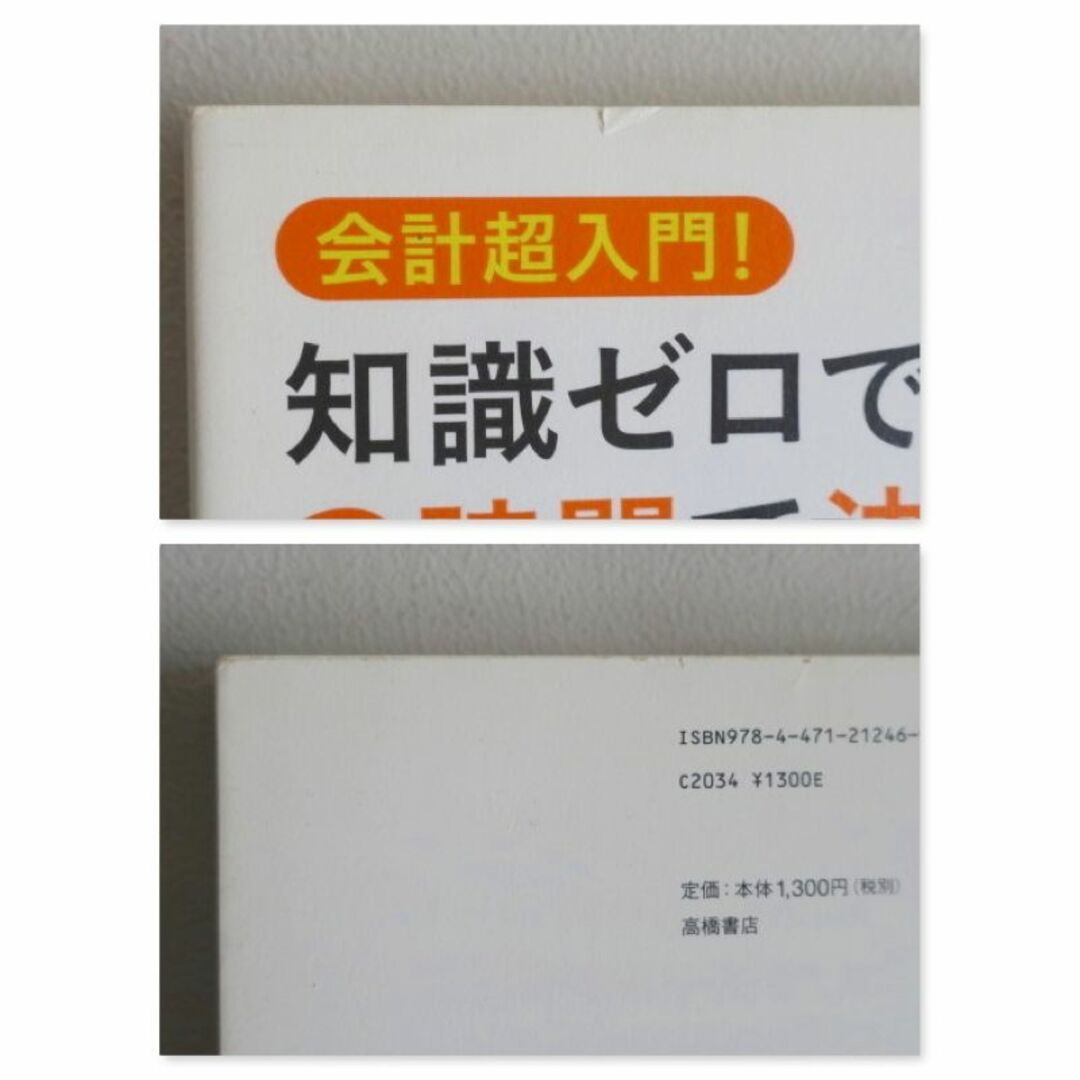 会計超入門!
知識ゼロで
ISBN978-4-471-21246-
C2034 ¥1300E
定価:本体1,300円(税別)
高橋書店